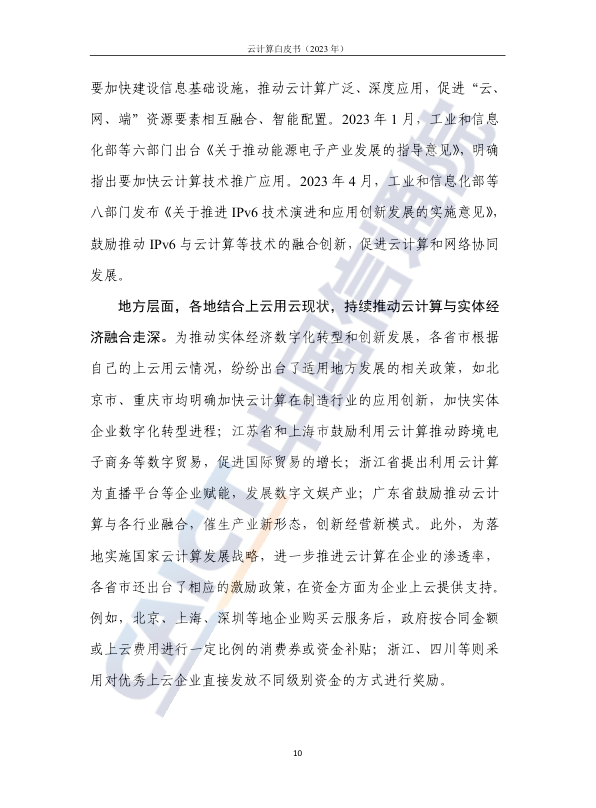 云计算白皮书（2023 年）
要加快建设信息基础设施，推动云计算广泛、深度应用，促进“云、
网、端”资源要素相互融合、智能配置。2023 年 1 月，工业和信息
化部等六部门出台《关于推动能源电子产业发展的指导意见》，明确
指出要加快云计算技术推广应用。2023 年 4 月，工业和信息化部等
八部门发布《关于推进 IPv6 技术演进和应用创新发展的实施意见》，
鼓励推动 IPv6 与云计算等技术的融合创新，促进云计算和网络协同
发展。
地方层面，各地结合上云用云现状，持续推动云计算与实体经
济融合走深。为推动实体经济数字化转型和创新发展，各省市根据
自己的上云用云情况，纷纷出台了适用地方发展的相关政策，如北
京市、重庆市均明确加快云计算在制造行业的应用创新，加快实体
企业数字化转型进程；江苏省和上海市鼓励利用云计算推动跨境电
子商务等数字贸易，促进国际贸易的增长；浙江省提出利用云计算
为直播平台等企业赋能，发展数字文娱产业；广东省鼓励推动云计
算与各行业融合，催生产业新形态，创新经营新模式。此外，为落
地实施国家云计算发展战略，进一步推进云计算在企业的渗透率，
各省市还出台了相应的激励政策，在资金方面为企业上云提供支持。
例如，北京、上海、深圳等地企业购买云服务后，政府按合同金额
或上云费用进行一定比例的消费券或资金补贴；浙江、四川等则采
用对优秀上云企业直接发放不同级别资金的方式进行奖励。
CAICT 中国信通院
10